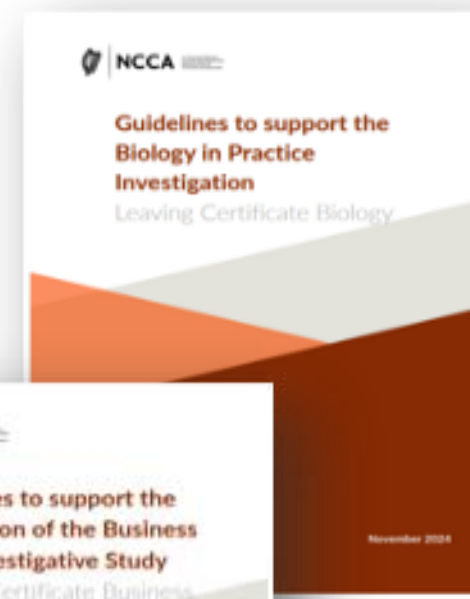 NCCA
Guidelines to support the
Biology in Practice
Investigation
Leaving Certificate Biology
November 2024
es to support the
on of the Business
estigative Study
ertificate Business